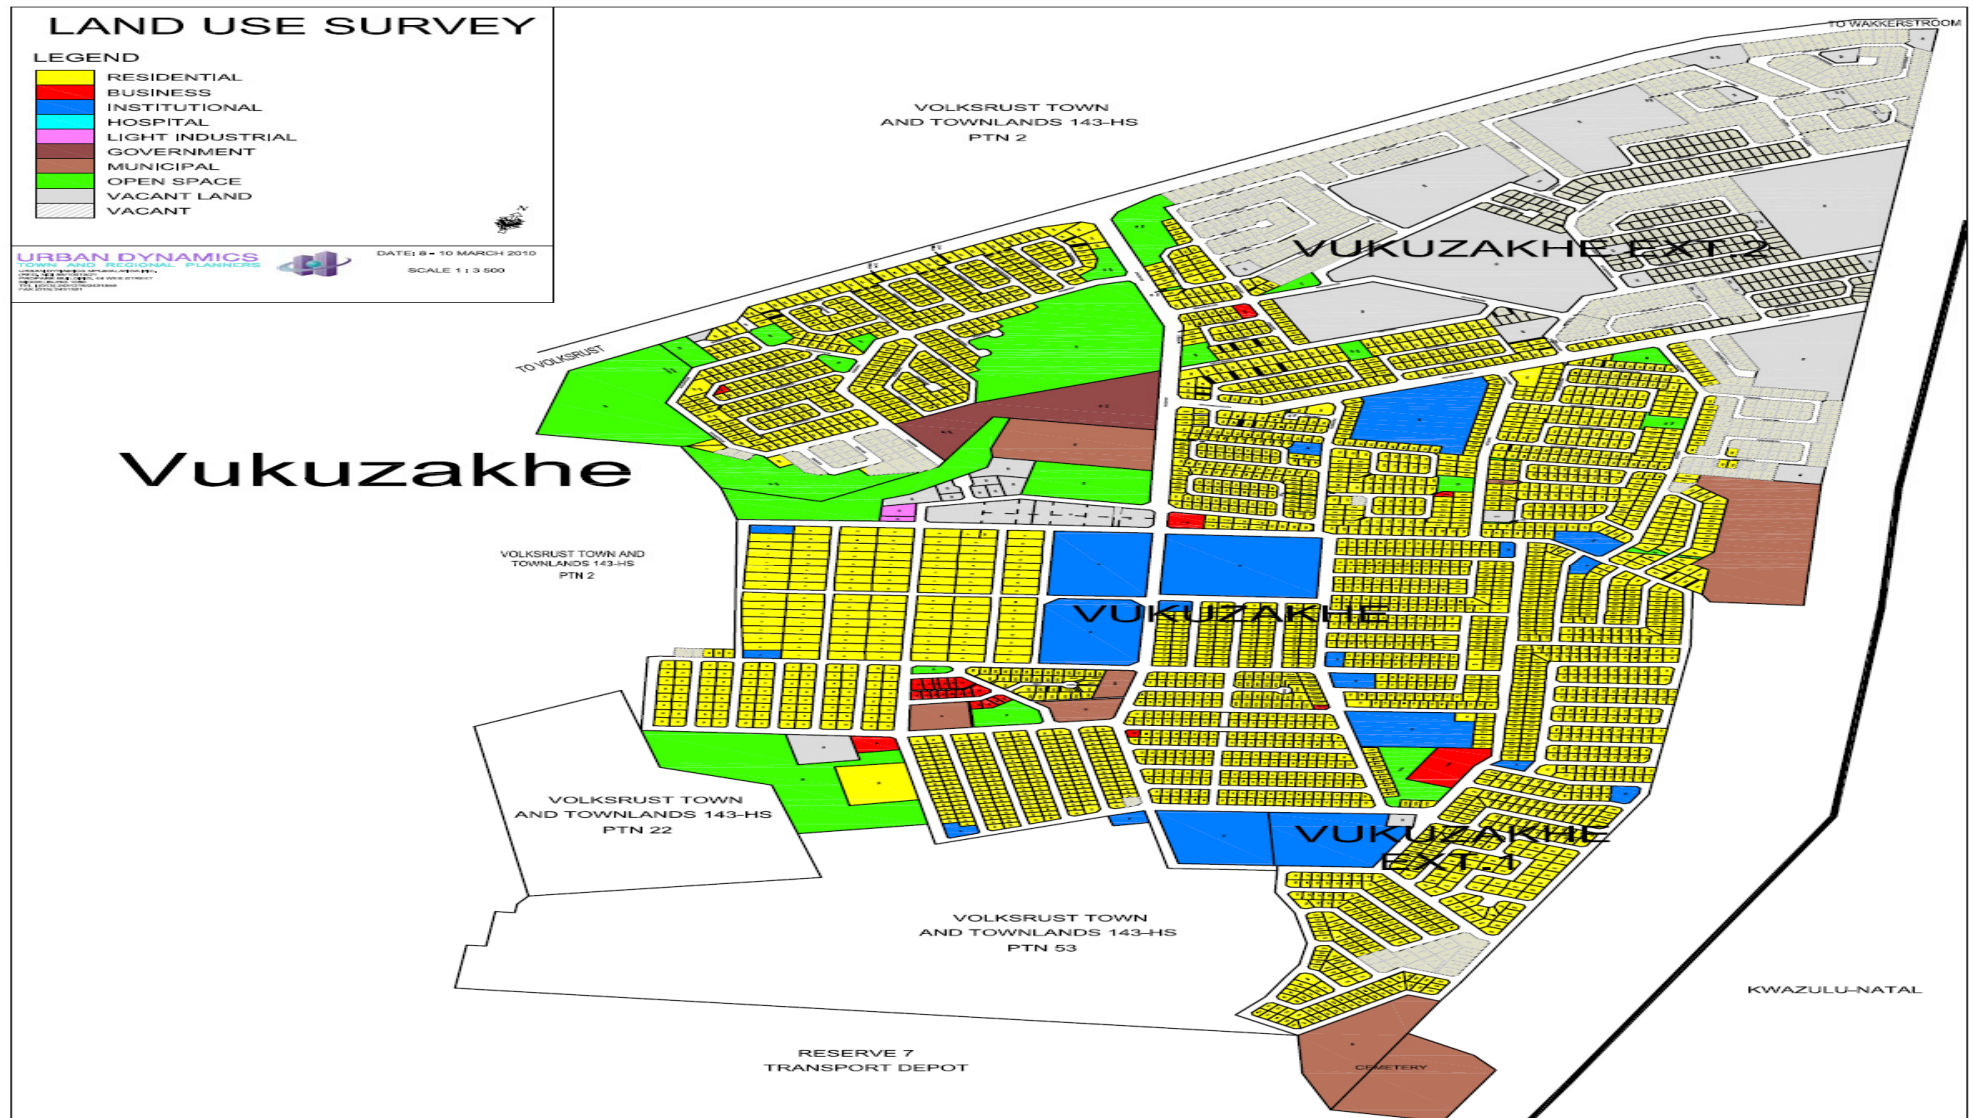 LAND USE SURVEY
LEGEND
RESIDENTIAL
BUSINESS
INSTITUTIONAL
HOSPITAL
LIGHT INDUSTRIAL
GOVERNMENT
MUNICIPAL
OPEN SPACE
VACANT LAND
VACANT
N
URBAN DYNAMICS
TOWN AND REGIONAL PLANNERS
DATE: 8 - 10 MARCH 2010
SCALE 1 : 3 500
TO WAKKERSTROOM
VOLKSRUST TOWN
AND TOWNLANDS 143-HS
PTN 2
VUKUZAKHE EXT.2
TO VOLKSRUST
Vukuzakhe
VOLKSRUST TOWN AND
TOWNLANDS 143-HS
PTN 2
VUKUZAKHE
VOLKSRUST TOWN
AND TOWNLANDS 143-HS
PTN 22
VUKUZAKHE
EXT.1
VOLKSRUST TOWN
AND TOWNLANDS 143-HS
PTN 53
KWAZULU-NATAL
RESERVE 7
TRANSPORT DEPOT
CEMETERY